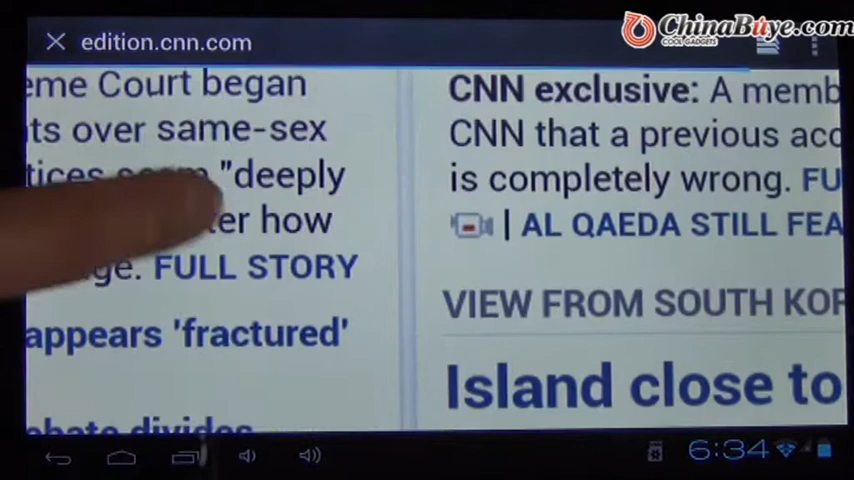 ChinaBuye.com
COOL GADGETS
edition.cnn.com
eme Court began
ts over same-sex
"deeply
ter how
ge. FULL STORY
appears 'fractured'
ebate divides
CNN exclusive: A memb
CNN that a previous acc
is completely wrong. FU
| AL QAEDA STILL FEA
VIEW FROM SOUTH KOR
Island close to
6:34